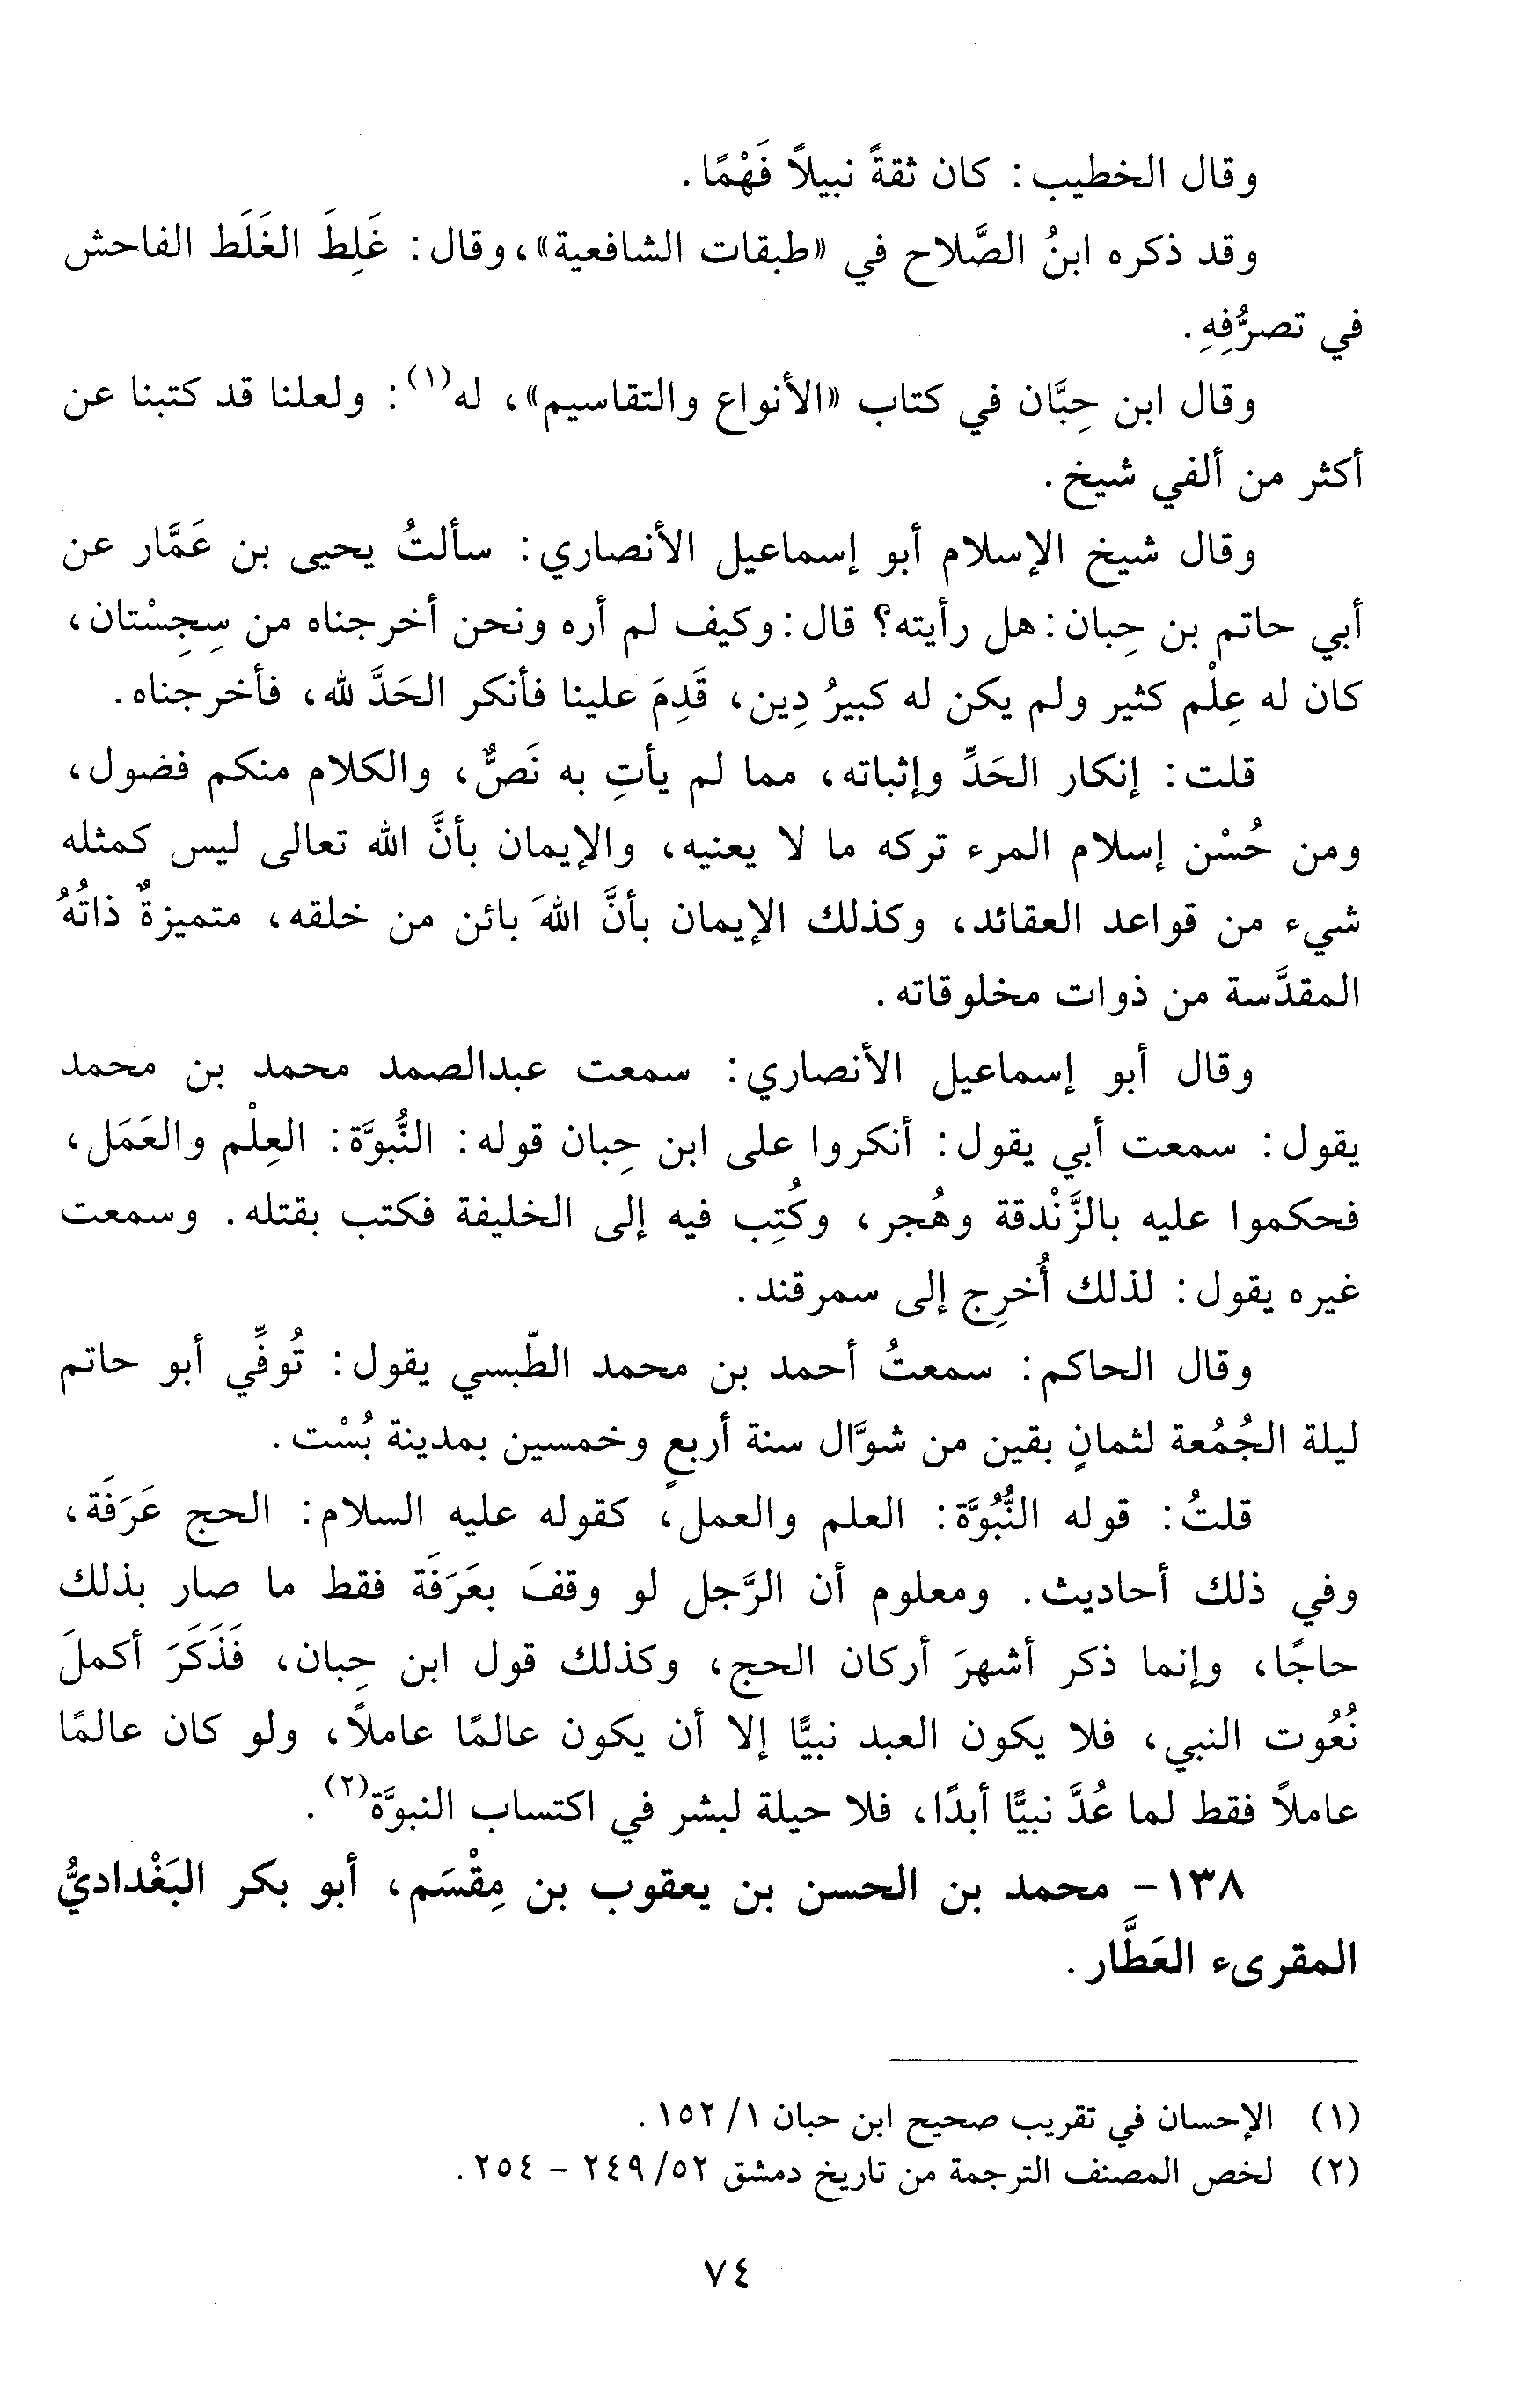 وقال الخطيب: كان ثقةً نبيلاً فَهْمًا.
وقد ذكره ابنُ الصَّلاح في «طبقات الشافعية»، وقال: غَلِطَ الغَلَط الفاحش
في تصرُّفِهِ.
وقال ابن حِبَّان في كتاب «الأنواع والتقاسيم»، له(١): ولعلنا قد كتبنا عن
أكثر من ألفي شيخ.
وقال شيخ الإسلام أبو إسماعيل الأنصاري: سألتُ يحيى بن عَمَّار عن
أبي حاتم بن حِبان: هل رأيته؟ قال: وكيف لم أره ونحن أخرجناه من سِجِسْتان،
كان له عِلْم كثير ولم يكن له كبيرُ دِين، قَدِمَ علينا فأنكر الحَدَّ لله، فأخرجناه.
قلت: إنكار الحَدِّ وإثباته، مما لم يأتِ به نَصٌّ، والكلام منكم فضول،
ومن حُسْن إسلام المرء تركه ما لا يعنيه، والإيمان بأنَّ الله تعالى ليس كمثله
شيء من قواعد العقائد، وكذلك الإيمان بأنَّ اللهَ بائن من خلقه، متميزةٌ ذاتُهُ
المقدَّسة من ذوات مخلوقاته.
وقال أبو إسماعيل الأنصاري: سمعت عبدالصمد محمد بن محمد
يقول: سمعت أبي يقول: أنكروا على ابن حِبان قوله: النُّبوَّة: العِلْم والعَمَل،
فحكموا عليه بالزَّنْدقة وهُجر، وكُتِب فيه إلى الخليفة فكتب بقتله. وسمعت
غيره يقول: لذلك أُخرِج إلى سمرقند.
وقال الحاكم: سمعتُ أحمد بن محمد الطّبسي يقول: تُوفِّي أبو حاتم
ليلة الجُمُعة لثمانٍ بقين من شوَّال سنة أربعٍ وخمسين بمدينة بُسْت.
قلتُ: قوله النُّبُوَّة: العلم والعمل، كقوله عليه السلام: الحج عَرَفَة،
وفي ذلك أحاديث. ومعلوم أن الرَّجل لو وقفَ بعَرَفَة فقط ما صار بذلك
حاجًا، وإنما ذكر أشهرَ أركان الحج، وكذلك قول ابن حِبان، فَذَكَرَ أكملَ
نُعُوت النبي، فلا يكون العبد نبيًّا إلا أن يكون عالمًا عاملاً، ولو كان عالمًا
عاملاً فقط لما عُدَّ نبيًّا أبدًا، فلا حيلة لبشر في اكتساب النبوَّة(٢).
١٣٨- محمد بن الحسن بن يعقوب بن مِقْسَم، أبو بكر البَغْداديُّ
المقرىء العَطَّار.
(١) الإحسان في تقريب صحيح ابن حبان ١/ ١٥٢.
(٢) لخص المصنف الترجمة من تاريخ دمشق ٥٢/ ٢٤٩ - ٢٥٤.
٧٤